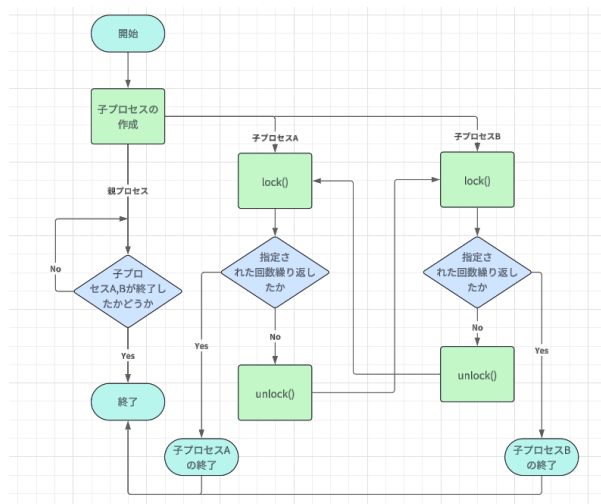 開始
子プロセスの
作成
子プロセスA
子プロセスB
lock()
lock()
親プロセス
子プロ
セスA,Bが終了し
たかどうか
No
Yes
指定さ
れた回数繰り返し
たか
指定さ
れた回数繰り返し
たか
No
Yes
No
Yes
unlock()
unlock()
終了
子プロセスA
の終了
子プロセスB
の終了